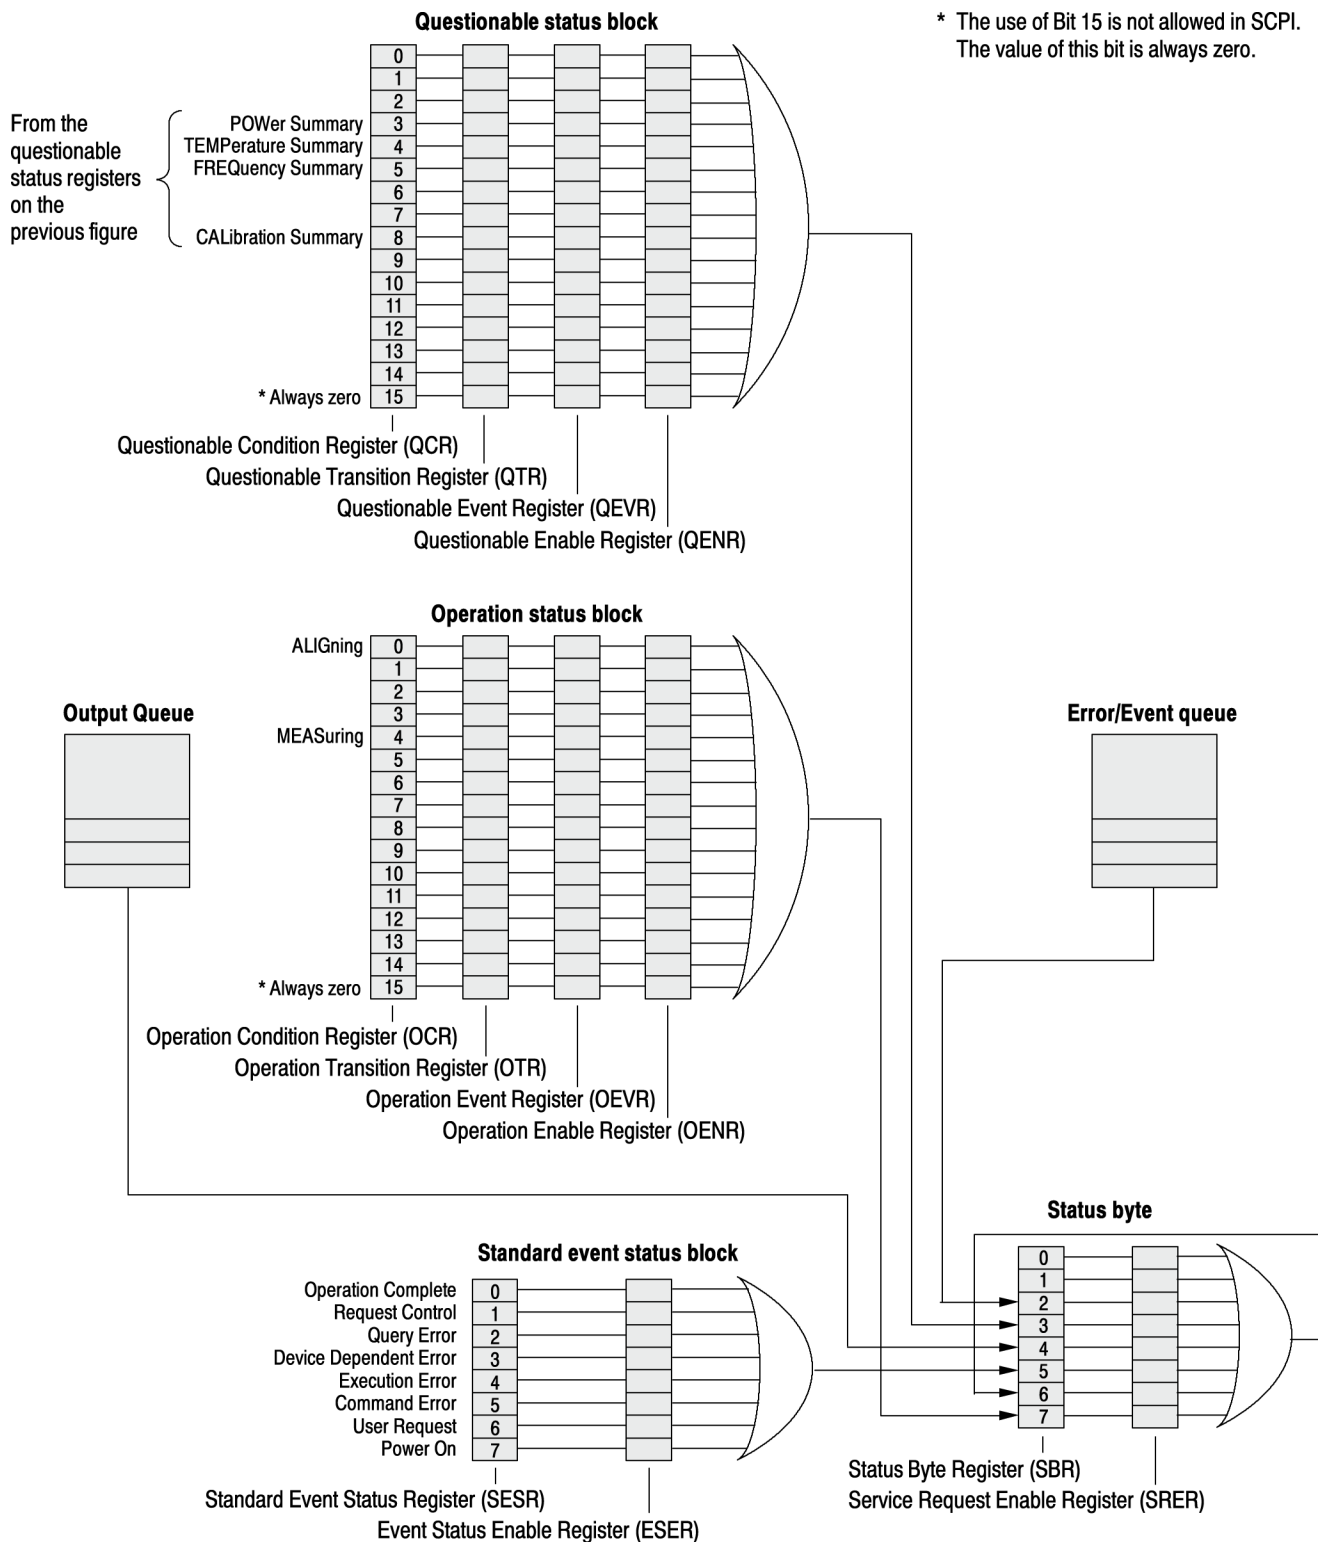 Questionable status block
* The use of Bit 15 is not allowed in SCPI.
The value of this bit is always zero.
0
1
2
From the
questionable
status registers
on the
previous figure
POWer Summary 3
TEMPerature Summary 4
FREQuency Summary 5
6
7
CALibration Summary 8
9
10
11
12
13
14
* Always zero 15
Questionable Condition Register (QCR)
Questionable Transition Register (QTR)
Questionable Event Register (QEVR)
Questionable Enable Register (QENR)
Operation status block
ALIGning 0
1
2
3
MEASuring 4
5
6
7
8
9
10
11
12
13
14
* Always zero 15
Output Queue
Error/Event queue
Operation Condition Register (OCR)
Operation Transition Register (OTR)
Operation Event Register (OEVR)
Operation Enable Register (OENR)
Standard event status block
Operation Complete 0
Request Control 1
Query Error 2
Device Dependent Error 3
Execution Error 4
Command Error 5
User Request 6
Power On 7
Standard Event Status Register (SESR)
Event Status Enable Register (ESER)
Status byte
0
1
2
3
4
5
6
7
Status Byte Register (SBR)
Service Request Enable Register (SRER)